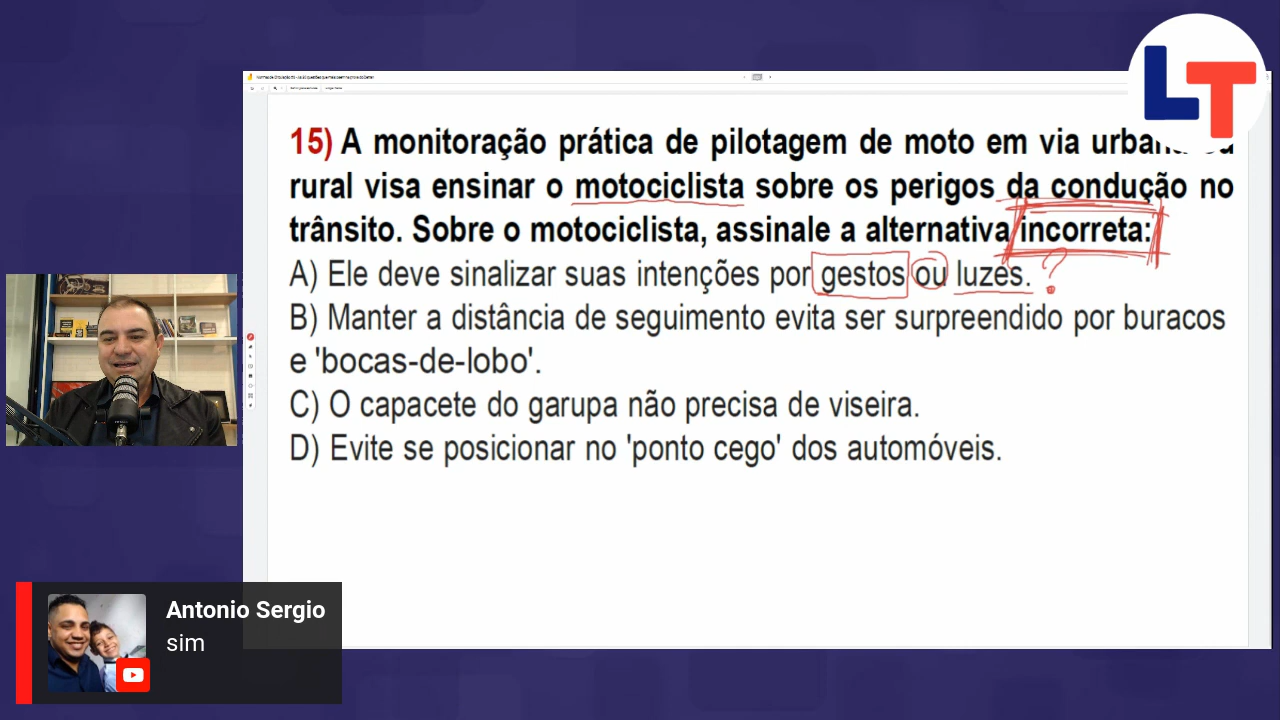 LT
15) A monitoração prática de pilotagem de moto em via
rural visa ensinar o motociclista sobre os perigos da condução no
trânsito. Sobre o motociclista, assinale a alternativa incorreta:
A) Ele deve sinalizar suas intenções por gestos ou luzes. ?
B) Manter a distância de seguimento evita ser surpreendido por buracos
e 'bocas-de-lobo'.
C) O capacete do garupa não precisa de viseira.
D) Evite se posicionar no 'ponto cego' dos automóveis.
Antonio Sergio
sim